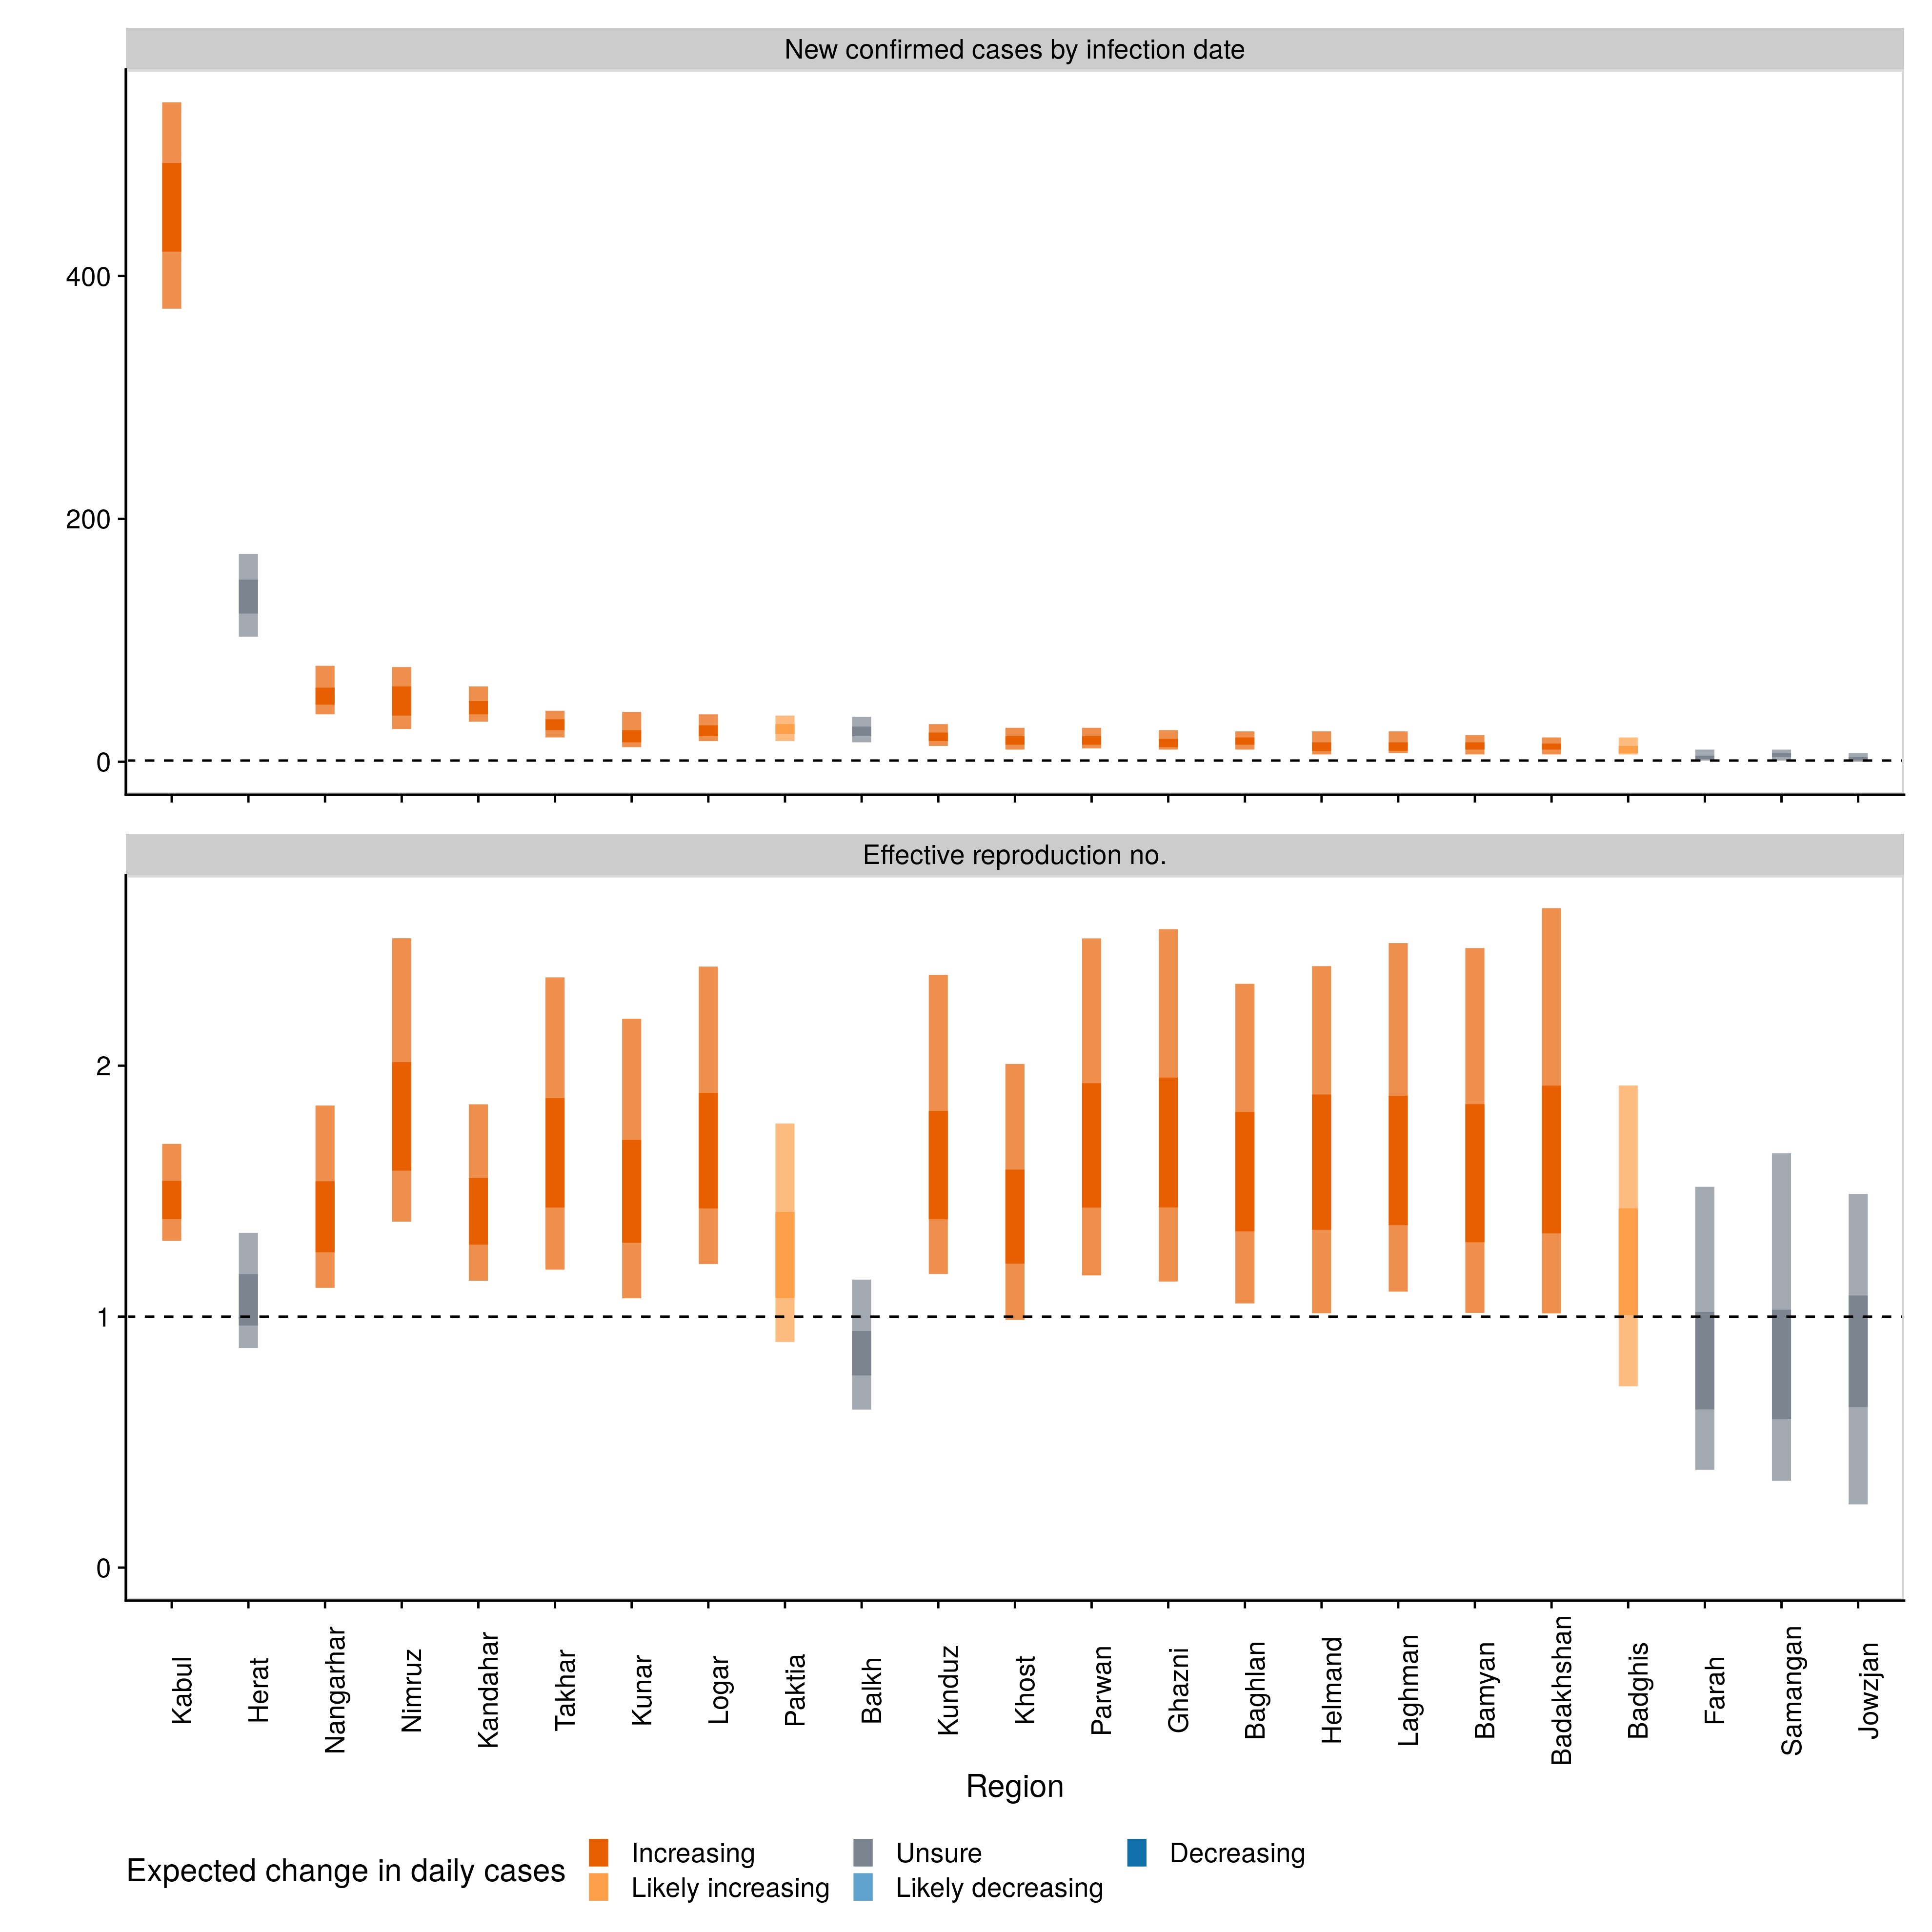 New confirmed cases by infection date
400
200
0
Effective reproduction no.
2
1
0
Kabul
Herat
Nangarhar
Nimruz
Kandahar
Takhar
Kunar
Logar
Paktia
Balkh
Kunduz
Khost
Parwan
Ghazni
Baghlan
Helmand
Laghman
Bamyan
Badakhshan
Badghis
Farah
Samangan
Jowzjan
Region
Expected change in daily cases
Increasing
Unsure
Decreasing
Likely increasing
Likely decreasing